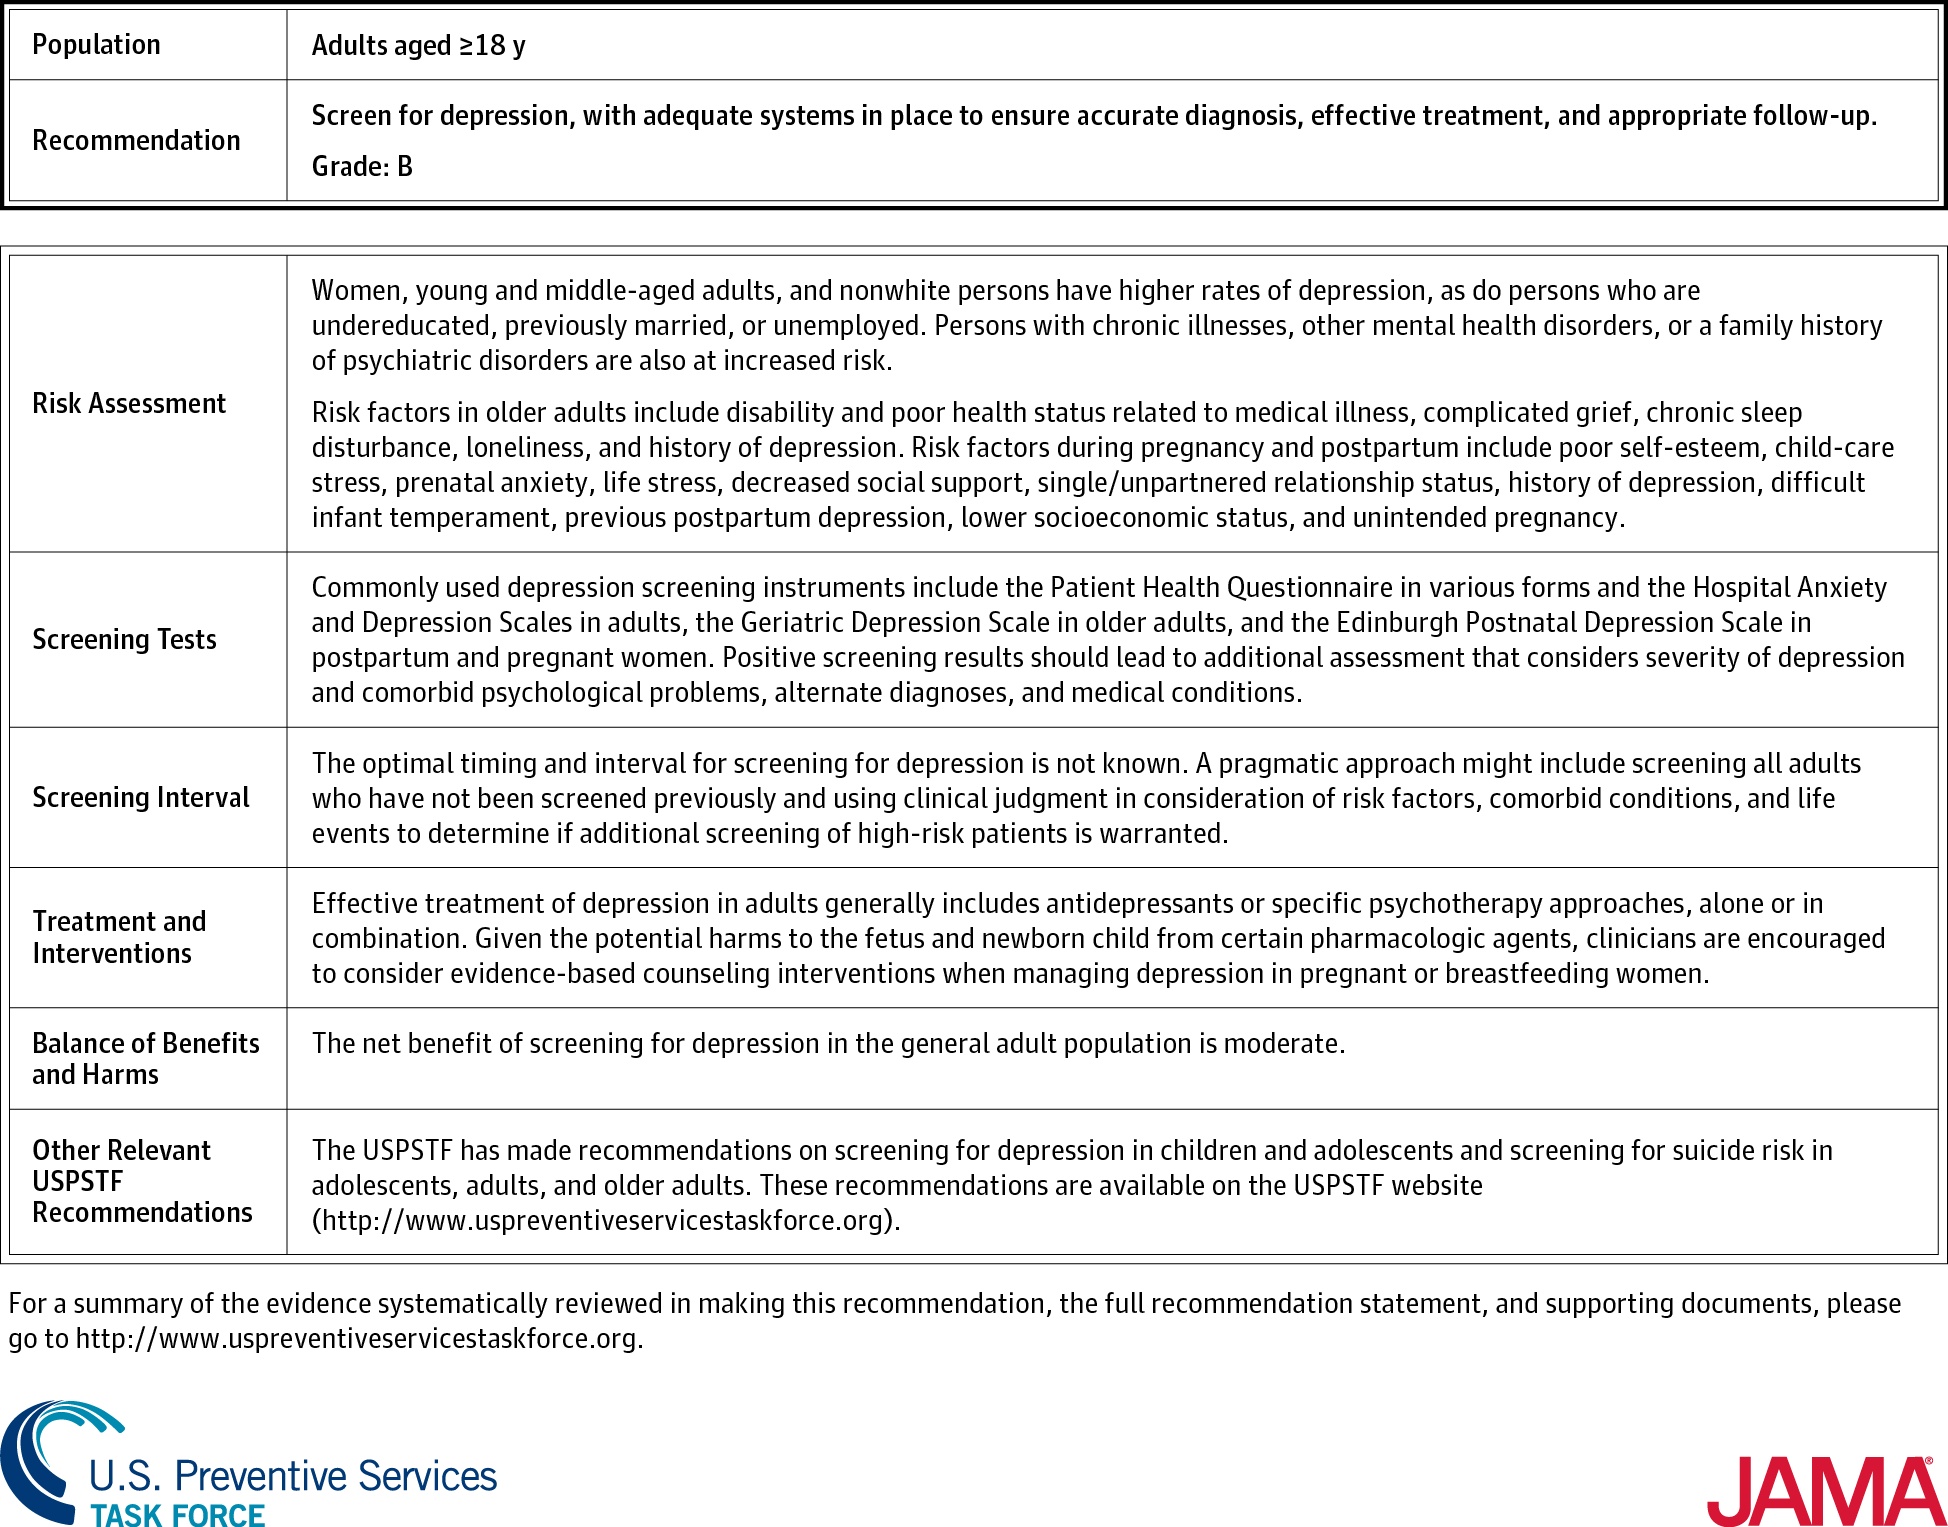 Population
Adults aged ≥18 y
Recommendation
Screen for depression, with adequate systems in place to ensure accurate diagnosis, effective treatment, and appropriate follow-up.
Grade: B
Risk Assessment
Women, young and middle-aged adults, and nonwhite persons have higher rates of depression, as do persons who are
undereducated, previously married, or unemployed. Persons with chronic illnesses, other mental health disorders, or a family history
of psychiatric disorders are also at increased risk.
Risk factors in older adults include disability and poor health status related to medical illness, complicated grief, chronic sleep
disturbance, loneliness, and history of depression. Risk factors during pregnancy and postpartum include poor self-esteem, child-care
stress, prenatal anxiety, life stress, decreased social support, single/unpartnered relationship status, history of depression, difficult
infant temperament, previous postpartum depression, lower socioeconomic status, and unintended pregnancy.
Screening Tests
Commonly used depression screening instruments include the Patient Health Questionnaire in various forms and the Hospital Anxiety
and Depression Scales in adults, the Geriatric Depression Scale in older adults, and the Edinburgh Postnatal Depression Scale in
postpartum and pregnant women. Positive screening results should lead to additional assessment that considers severity of depression
and comorbid psychological problems, alternate diagnoses, and medical conditions.
Screening Interval
The optimal timing and interval for screening for depression is not known. A pragmatic approach might include screening all adults
who have not been screened previously and using clinical judgment in consideration of risk factors, comorbid conditions, and life
events to determine if additional screening of high-risk patients is warranted.
Treatment and
Interventions
Effective treatment of depression in adults generally includes antidepressants or specific psychotherapy approaches, alone or in
combination. Given the potential harms to the fetus and newborn child from certain pharmacologic agents, clinicians are encouraged
to consider evidence-based counseling interventions when managing depression in pregnant or breastfeeding women.
Balance of Benefits
and Harms
The net benefit of screening for depression in the general adult population is moderate.
Other Relevant
USPSTF
Recommendations
The USPSTF has made recommendations on screening for depression in children and adolescents and screening for suicide risk in
adolescents, adults, and older adults. These recommendations are available on the USPSTF website
(http://www.uspreventiveservicestaskforce.org).
For a summary of the evidence systematically reviewed in making this recommendation, the full recommendation statement, and supporting documents, please
go to http://www.uspreventiveservicestaskforce.org.
U.S. Preventive Services
TASK FORCE
JAMA®